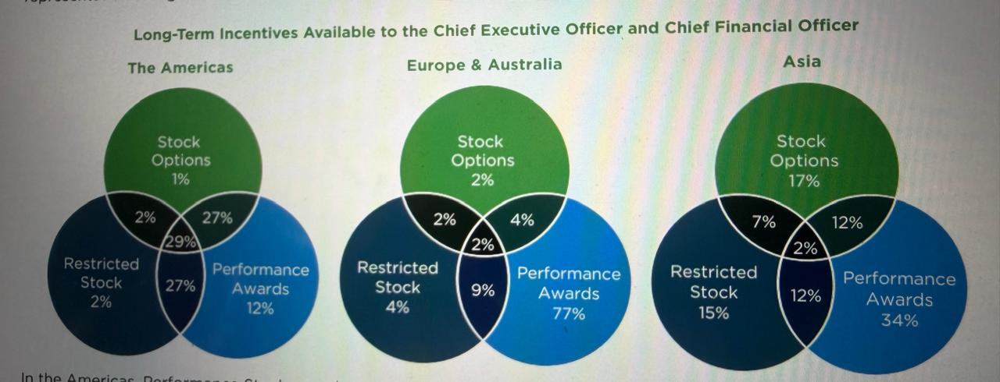 Long-Term Incentives Available to the Chief Executive Officer and Chief Financial Officer
The Americas
Stock
Options
1%
2%
27%
29%
Restricted
Stock
2%
27%
Performance
Awards
12%
Europe & Australia
Stock
Options
2%
2%
4%
2%
Restricted
Stock
4%
9%
Performance
Awards
77%
Asia
Stock
Options
17%
7%
12%
2%
Restricted
Stock
15%
12%
Performance
Awards
34%
In the Americas, Performance